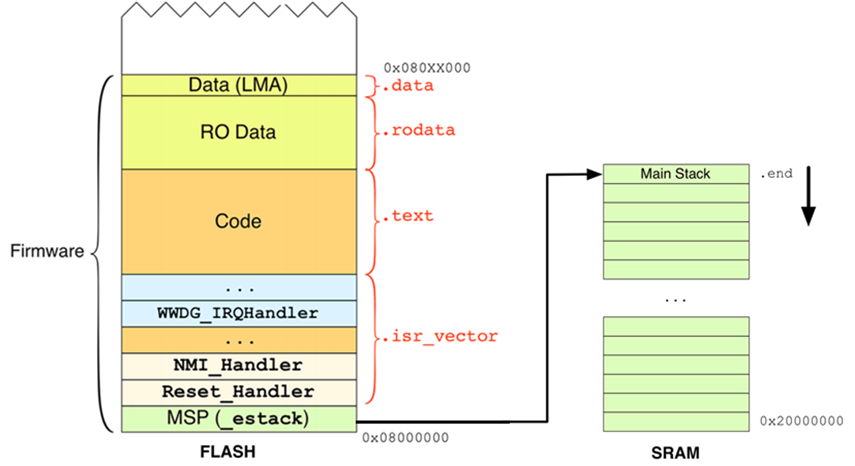 0x080XX000
Data (LMA)
.data
RO Data
.rodata
Code
.text
Firmware
...
WWDG_IRQHandler
...
.isr_vector
NMI_Handler
Reset_Handler
MSP (_estack)
0x08000000
FLASH
Main Stack
.end
...
0x20000000
SRAM